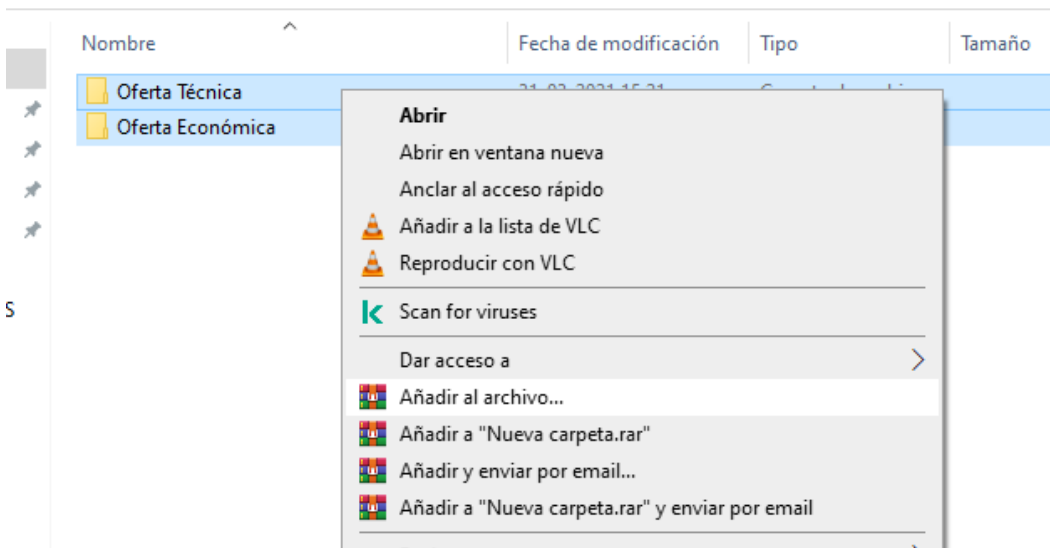 Nombre Fecha de modificación Tipo Tamaño
Oferta Técnica
Oferta Económica
Abrir
Abrir en ventana nueva
Anclar al acceso rápido
Añadir a la lista de VLC
Reproducir con VLC
S
Scan for viruses
Dar acceso a
Añadir al archivo...
Añadir a "Nueva carpeta.rar"
Añadir y enviar por email...
Añadir a "Nueva carpeta.rar" y enviar por email